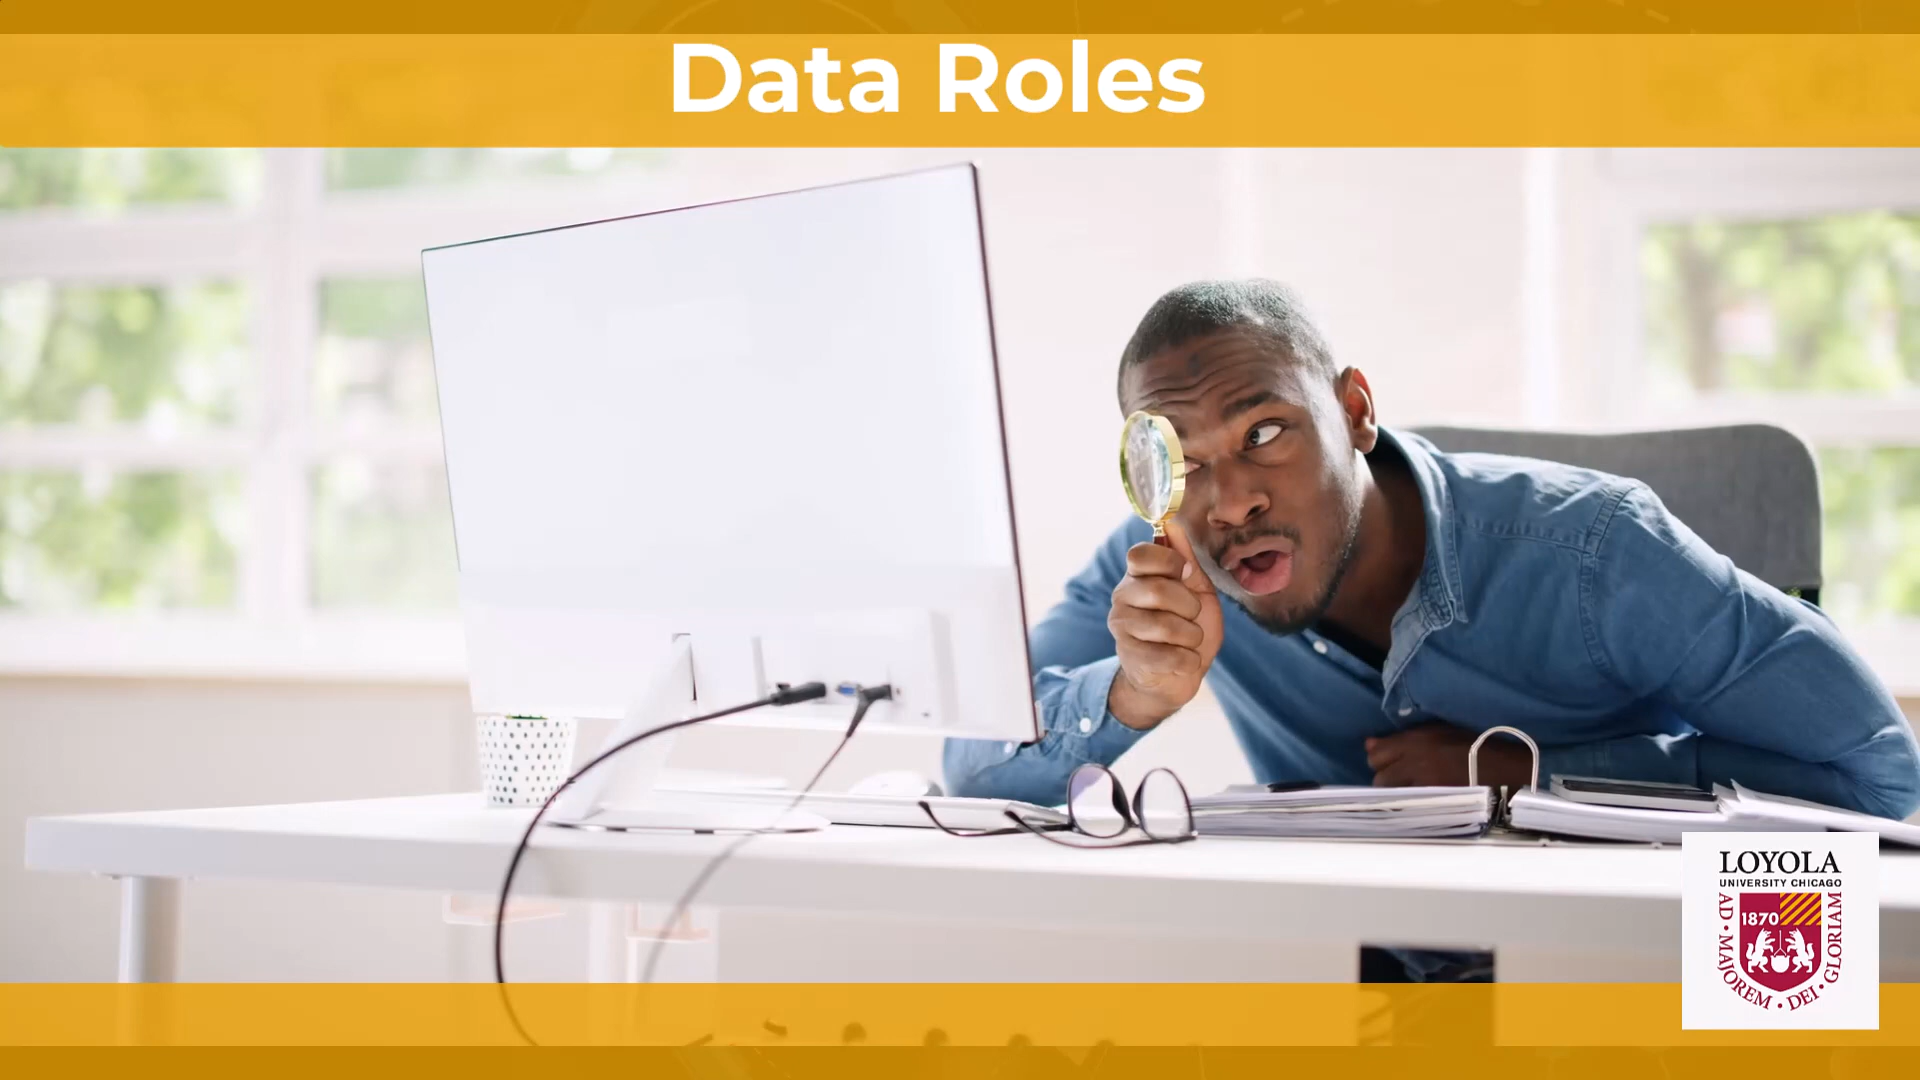 Data Roles
LOYOLA
UNIVERSITY CHICAGO
AD • MAJOREM • DEI • GLORIAM
1870